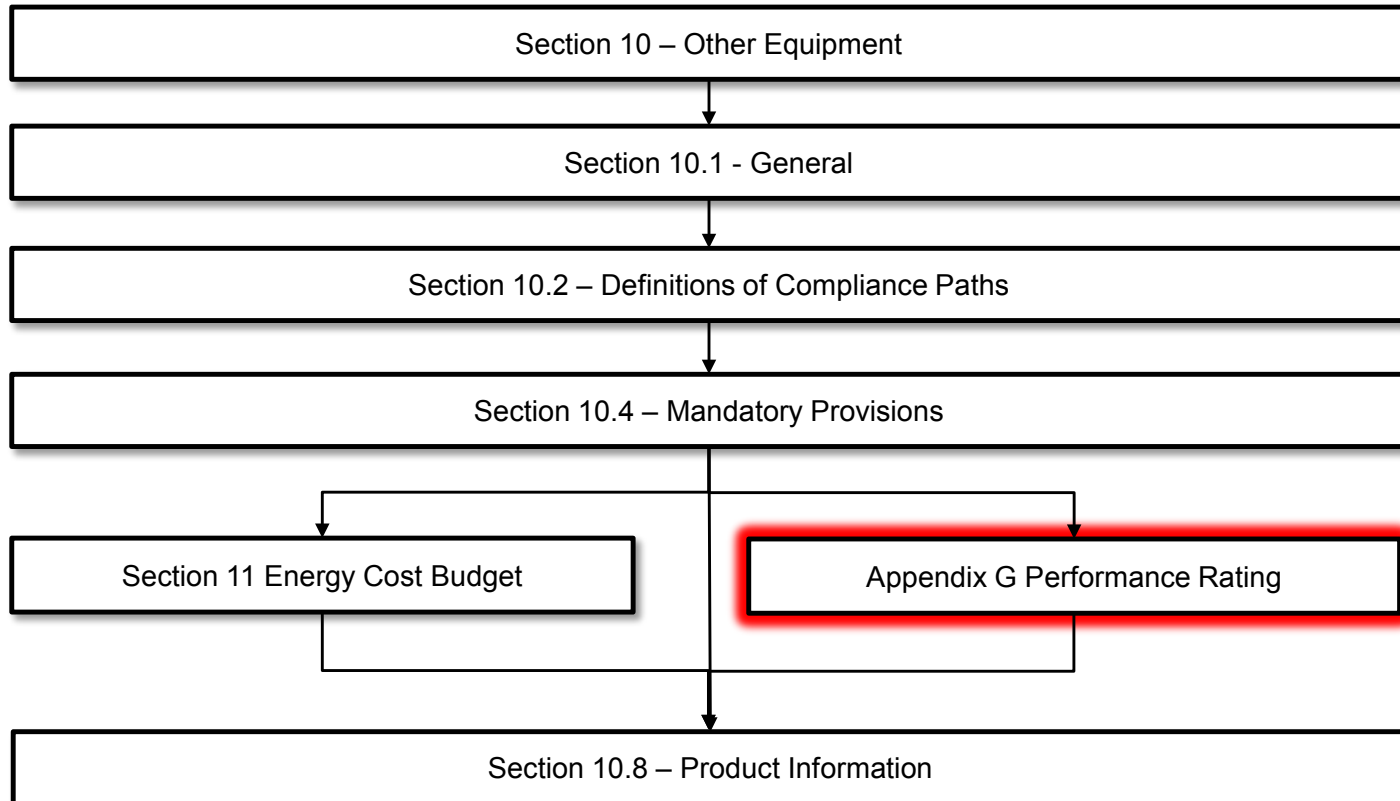 Section 10 – Other Equipment
Section 10.1 - General
Section 10.2 – Definitions of Compliance Paths
Section 10.4 – Mandatory Provisions
Section 11 Energy Cost Budget
Appendix G Performance Rating
Section 10.8 – Product Information